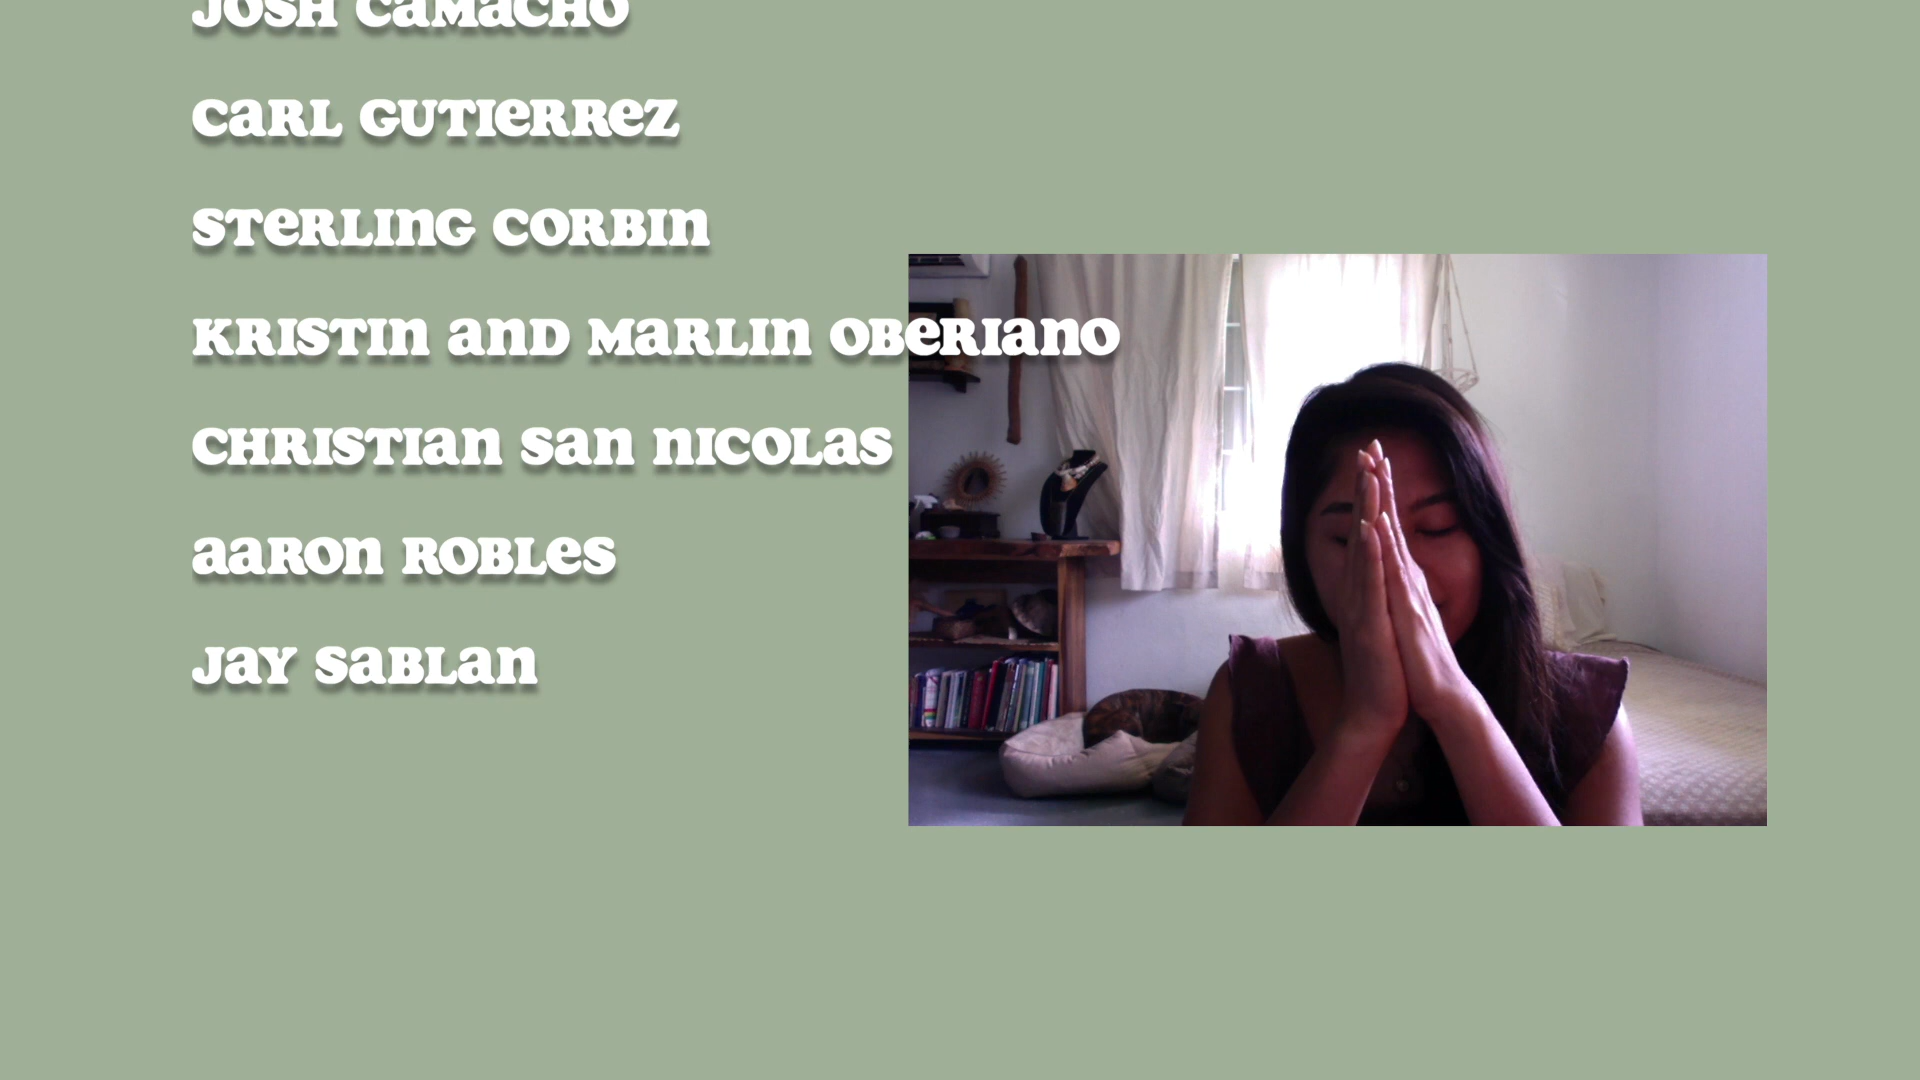 JOSH CAMACHO
CARL GUTIERREZ
STERLING CORBIN
KRISTIN AND MARLIN OBERIANO
CHRISTIAN SAN NICOLAS
AARON ROBLES
JAY SABLAN